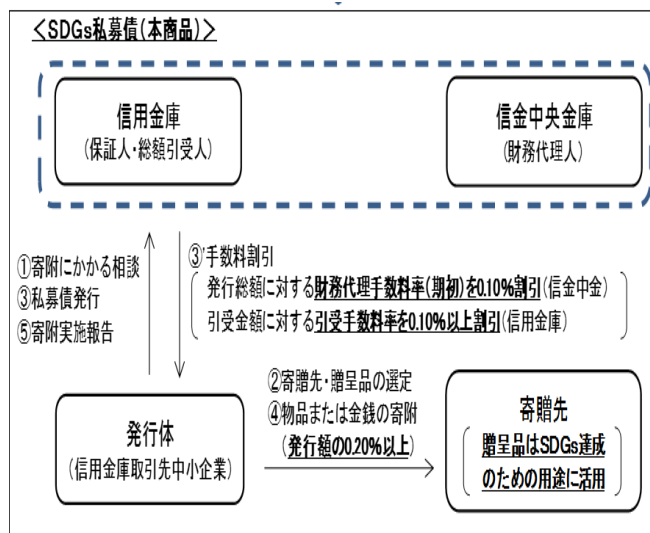 <SDGs私募債(本商品)>
信用金庫
(保証人・総額引受人)
信金中央金庫
(財務代理人)
①寄附にかかる相談
③私募債発行
⑤寄附実施報告
③'手数料割引
発行総額に対する財務代理手数料率(期初)を0.10%割引(信金中金)
引受金額に対する引受手数料率を0.10%以上割引(信用金庫)
②寄贈先・贈呈品の選定
④物品または金銭の寄附
(発行額の0.20%以上)
発行体
(信用金庫取引先中小企業)
寄贈先
贈呈品はSDGs達成
のための用途に活用